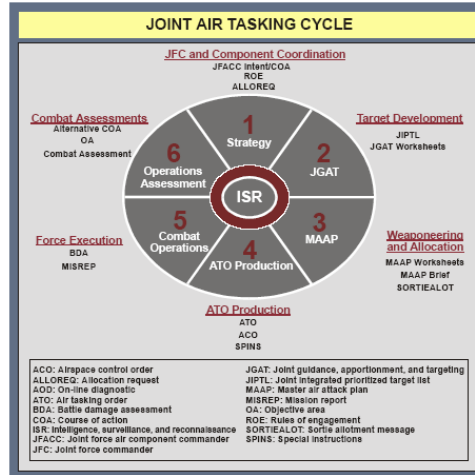 JOINT AIR TASKING CYCLE
JFC and Component Coordination
JFACC Intent/COA
ROE
ALLOREQ
Combat Assessments
Alternative COA
OA
Combat Assessment
Target Development
JIPTL
JGAT Worksheets
1
Strategy
2
JGAT
3
MAAP
4
ATO Production
5
Combat
Operations
6
Operations
Assessment
ISR
Force Execution
BDA
MISREP
Weaponeering
and Allocation
MAAP Worksheets
MAAP Brief
SORTIEALOT
ATO Production
ATO
ACO
SPINS
ACO: Airspace control order
ALLOREQ: Allocation request
AOD: On-line diagnostic
ATO: Air tasking order
BDA: Battle damage assessment
COA: Course of action
ISR: Intelligence, surveillance, and reconnaissance
JFACC: Joint force air component commander
JFC: Joint force commander
JGAT: Joint guidance, apportionment, and targeting
JIPTL: Joint integrated prioritized target list
MAAP: Master air attack plan
MISREP: Mission report
OA: Objective area
ROE: Rules of engagement
SORTIEALOT: Sortie allotment message
SPINS: Special instructions